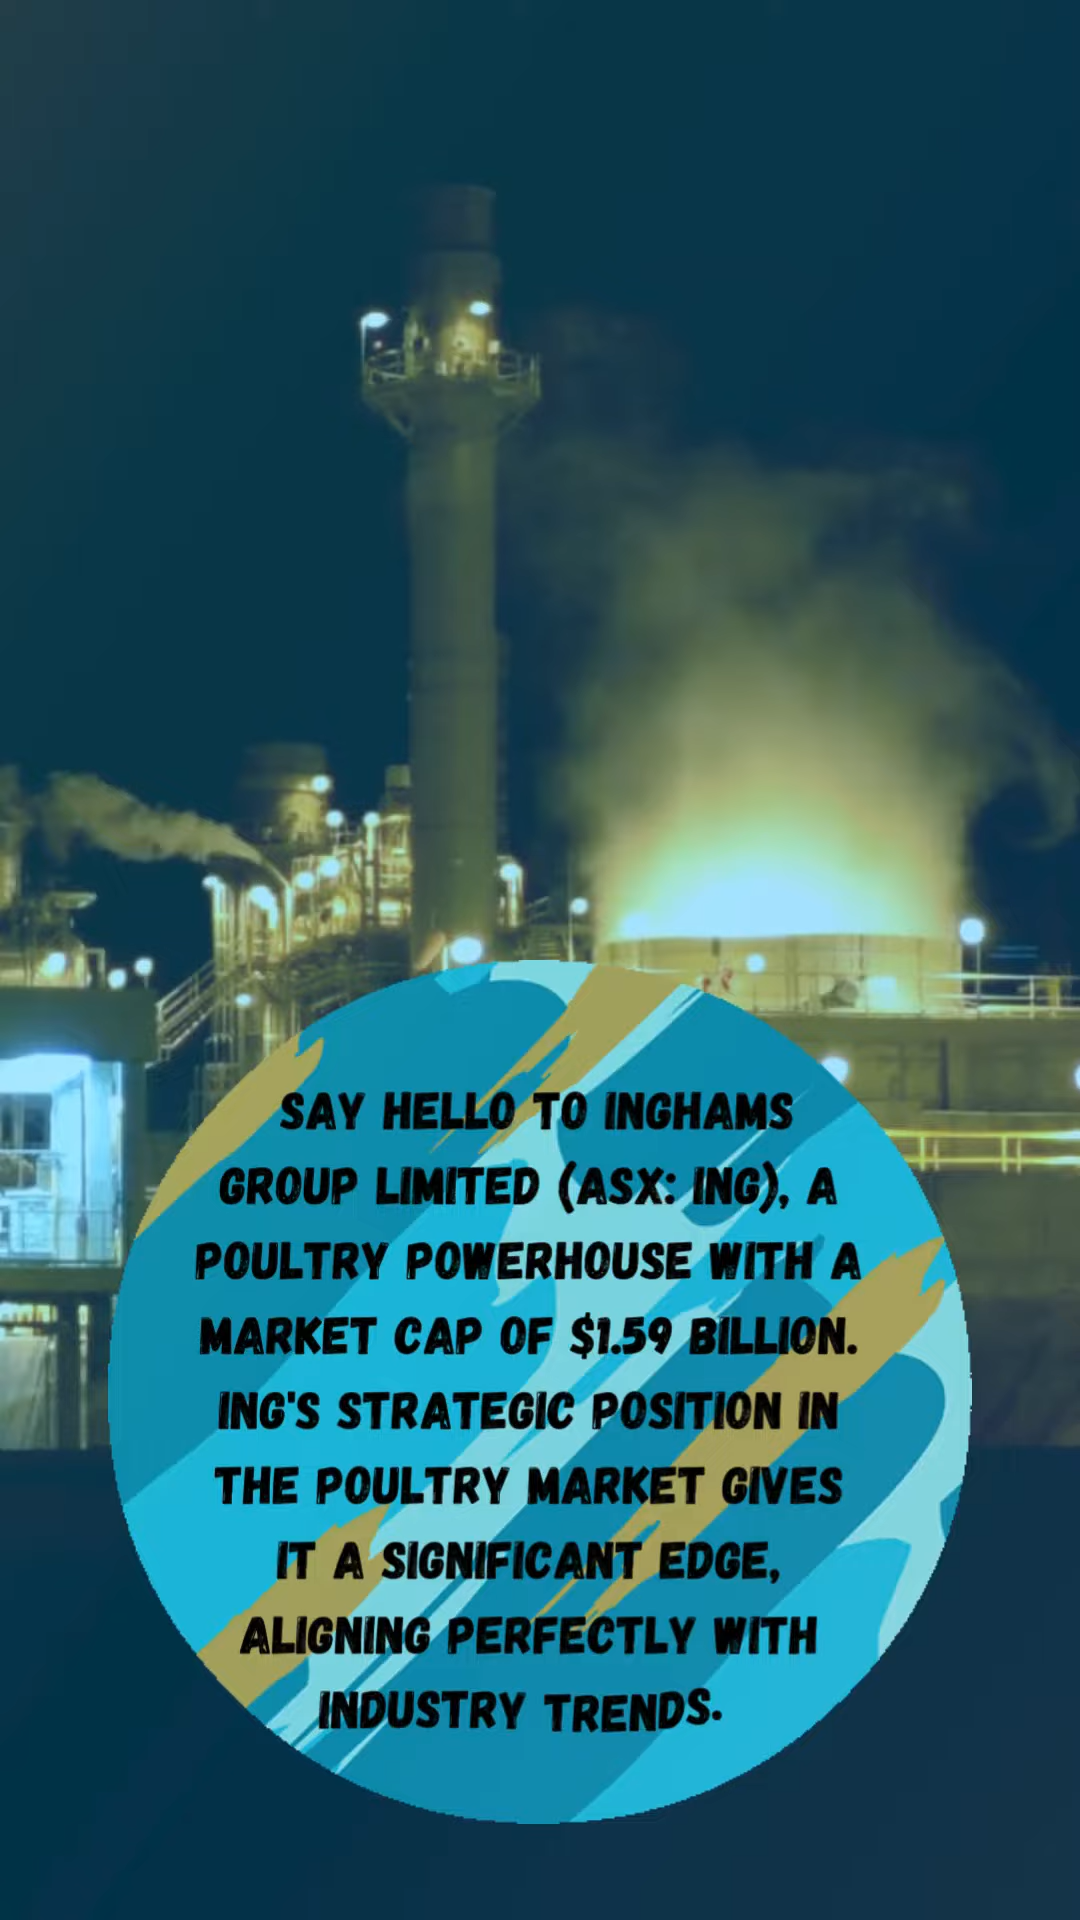 SAY HELLO TO INGHAMS
GROUP LIMITED (ASX: ING), A
POULTRY POWERHOUSE WITH A
MARKET CAP OF $1.59 BILLION.
ING'S STRATEGIC POSITION IN
THE POULTRY MARKET GIVES
IT A SIGNIFICANT EDGE,
ALIGNING PERFECTLY WITH
INDUSTRY TRENDS.